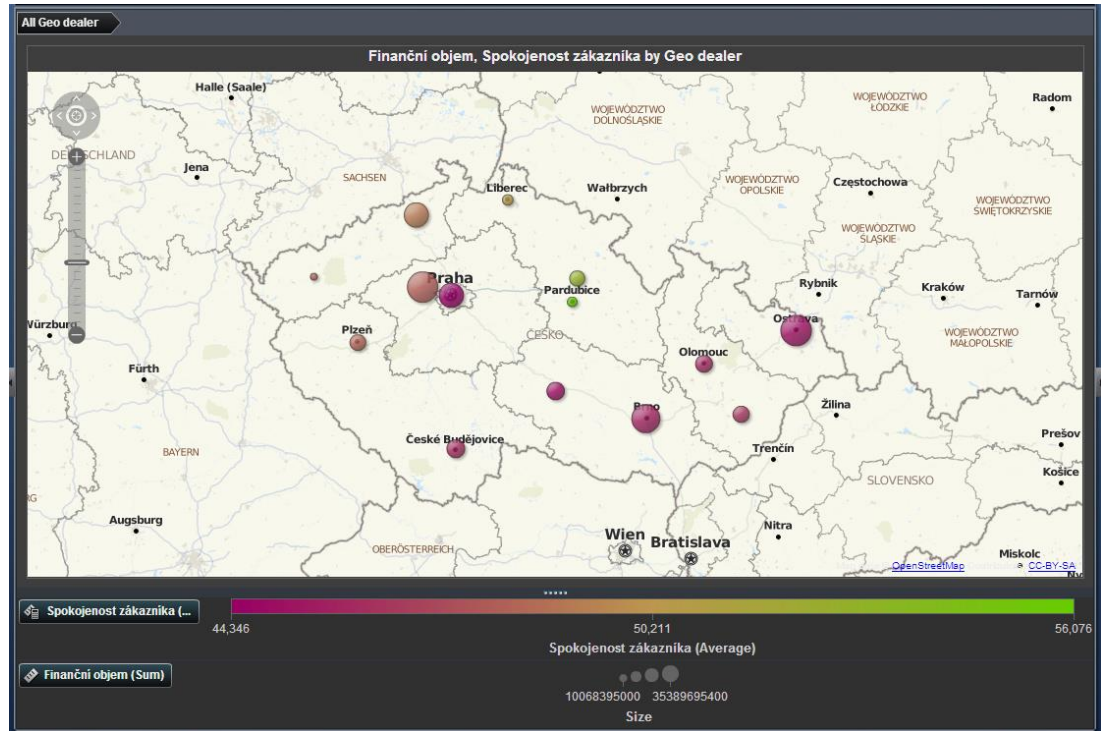 All Geo dealer
Finanční objem, Spokojenost zákazníka by Geo dealer
Halle (Saale)
WOJEWÓDZTWO
DOLNOŚLĄSKIE
WOJEWÓDZTWO
ŁÓDZKIE
Radom
DEUTSCHLAND
Jena
SACHSEN
Liberec
Wałbrzych
WOJEWÓDZTWO
OPOLSKIE
Częstochowa
WOJEWÓDZTWO
ŚWIĘTOKRZYSKIE
WOJEWÓDZTWO
ŚLĄSKIE
Praha
Pardubice
Rybnik
Kraków
Tarnów
Würzburg
Plzeň
ČESKO
Ostrava
WOJEWÓDZTWO
MAŁOPOLSKIE
Olomouc
Fürth
Brno
Žilina
České Budějovice
Trenčín
Prešov
BAYERN
SLOVENSKO
Košice
Augsburg
Wien
Bratislava
Nitra
OBERÖSTERREICH
Miskolc
OpenStreetMap
CC-BY-SA
Spokojenost zákazníka (...
44,346
50,211
56,076
Spokojenost zákazníka (Average)
Finanční objem (Sum)
10068395000
35389695400
Size